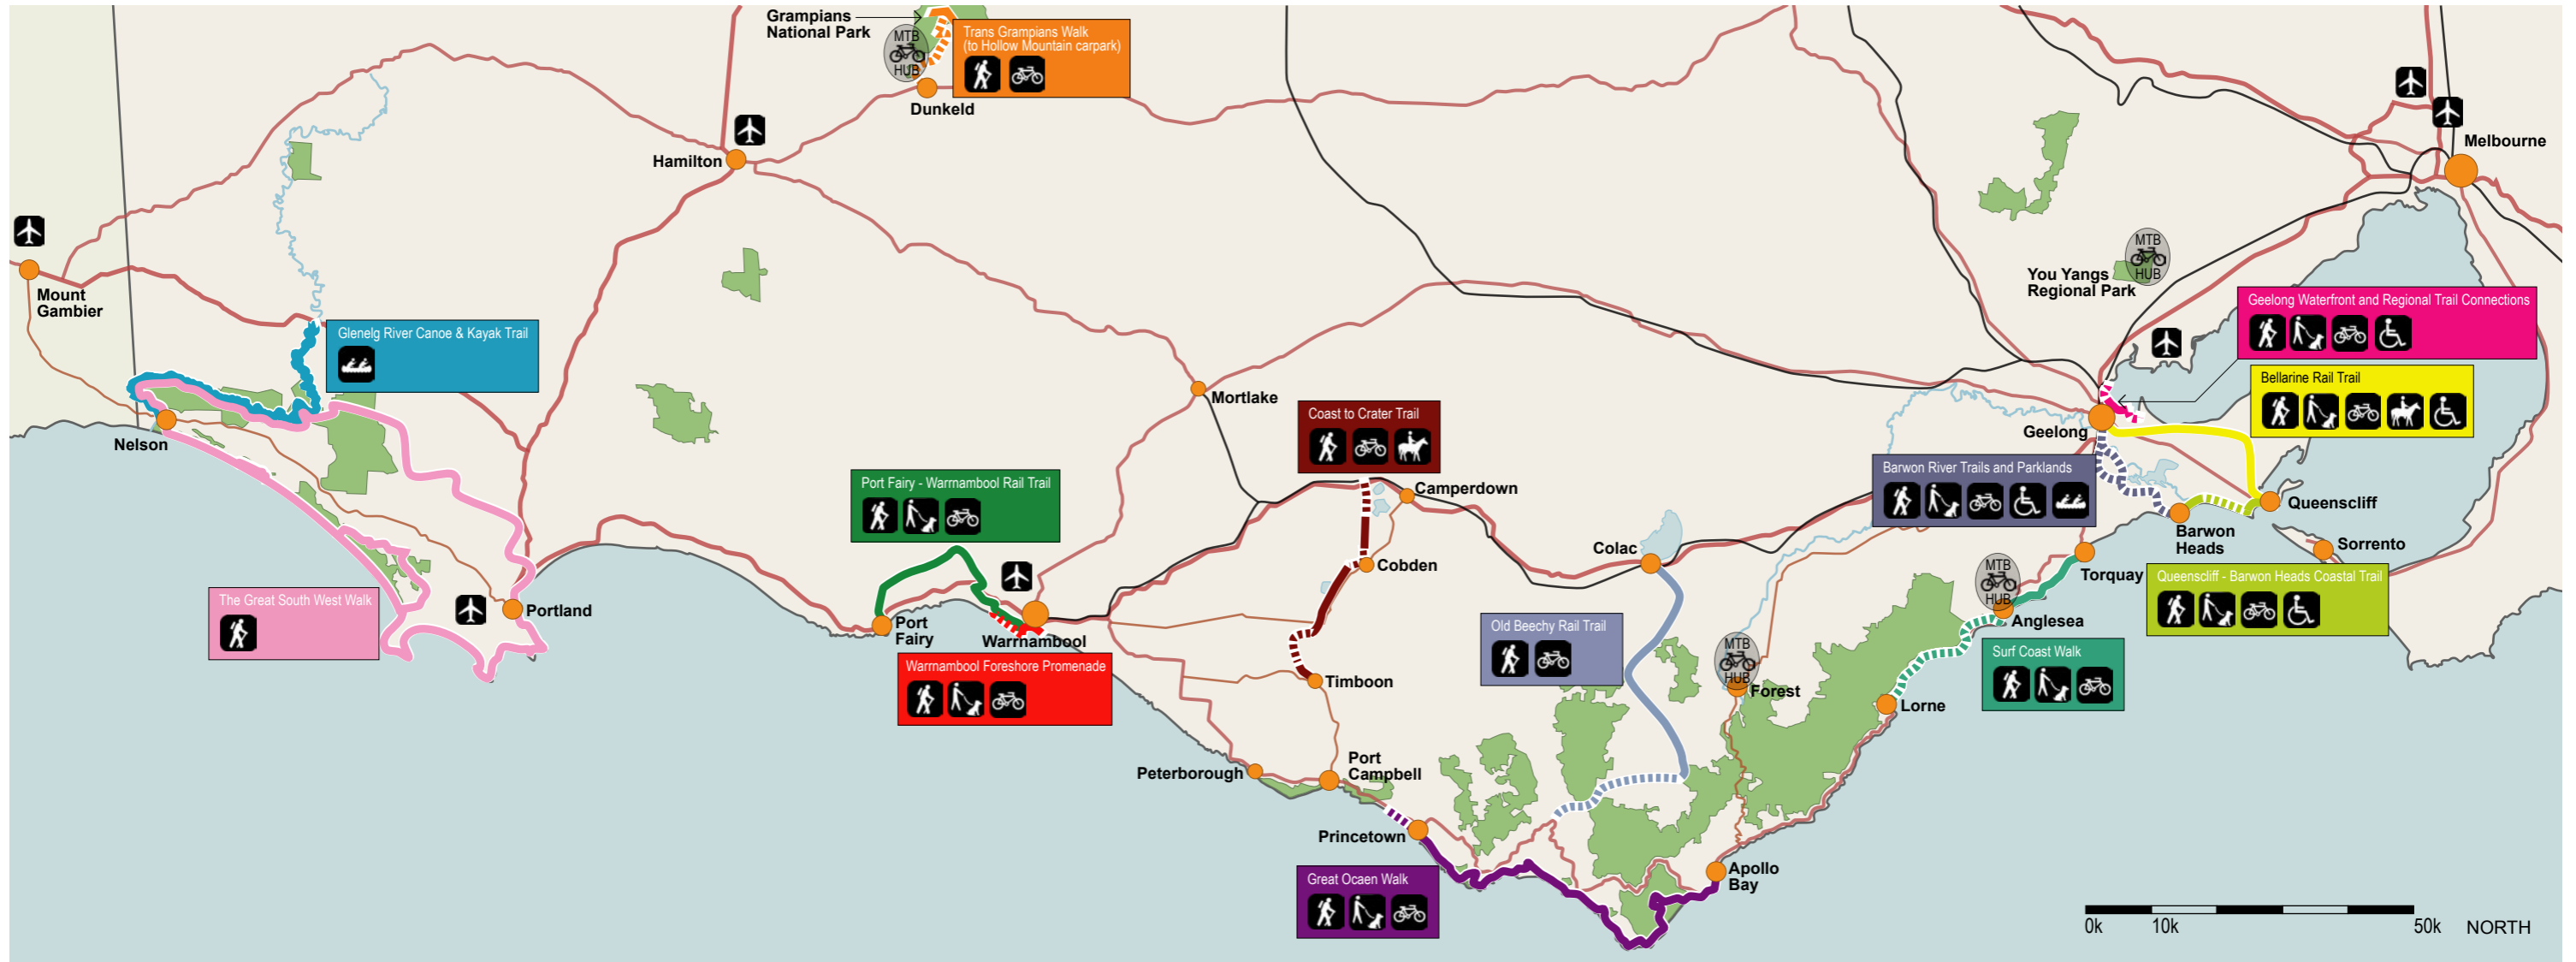 Grampians
National Park
MTB
HUB
Trans Grampians Walk
(to Hollow Mountain carpark)
Dunkeld
Hamilton
Melbourne
Mount
Gambier
MTB
HUB
You Yangs
Regional Park
Glenelg River Canoe & Kayak Trail
Geelong Waterfront and Regional Trail Connections
Bellarine Rail Trail
Nelson
Mortlake
Coast to Crater Trail
Geelong
Port Fairy - Warrnambool Rail Trail
Camperdown
Barwon River Trails and Parklands
Queenscliff
Barwon
Heads
Sorrento
Colac
Cobden
Torquay
MTB
HUB
Queenscliff - Barwon Heads Coastal Trail
The Great South West Walk
Portland
Port
Fairy
Warrnambool
Anglesea
Old Beechy Rail Trail
MTB
HUB
Surf Coast Walk
Warrnambool Foreshore Promenade
Timboon
Forest
Lorne
Peterborough
Port
Campbell
Princetown
Great Ocaen Walk
Apollo
Bay
0k 10k 50k NORTH